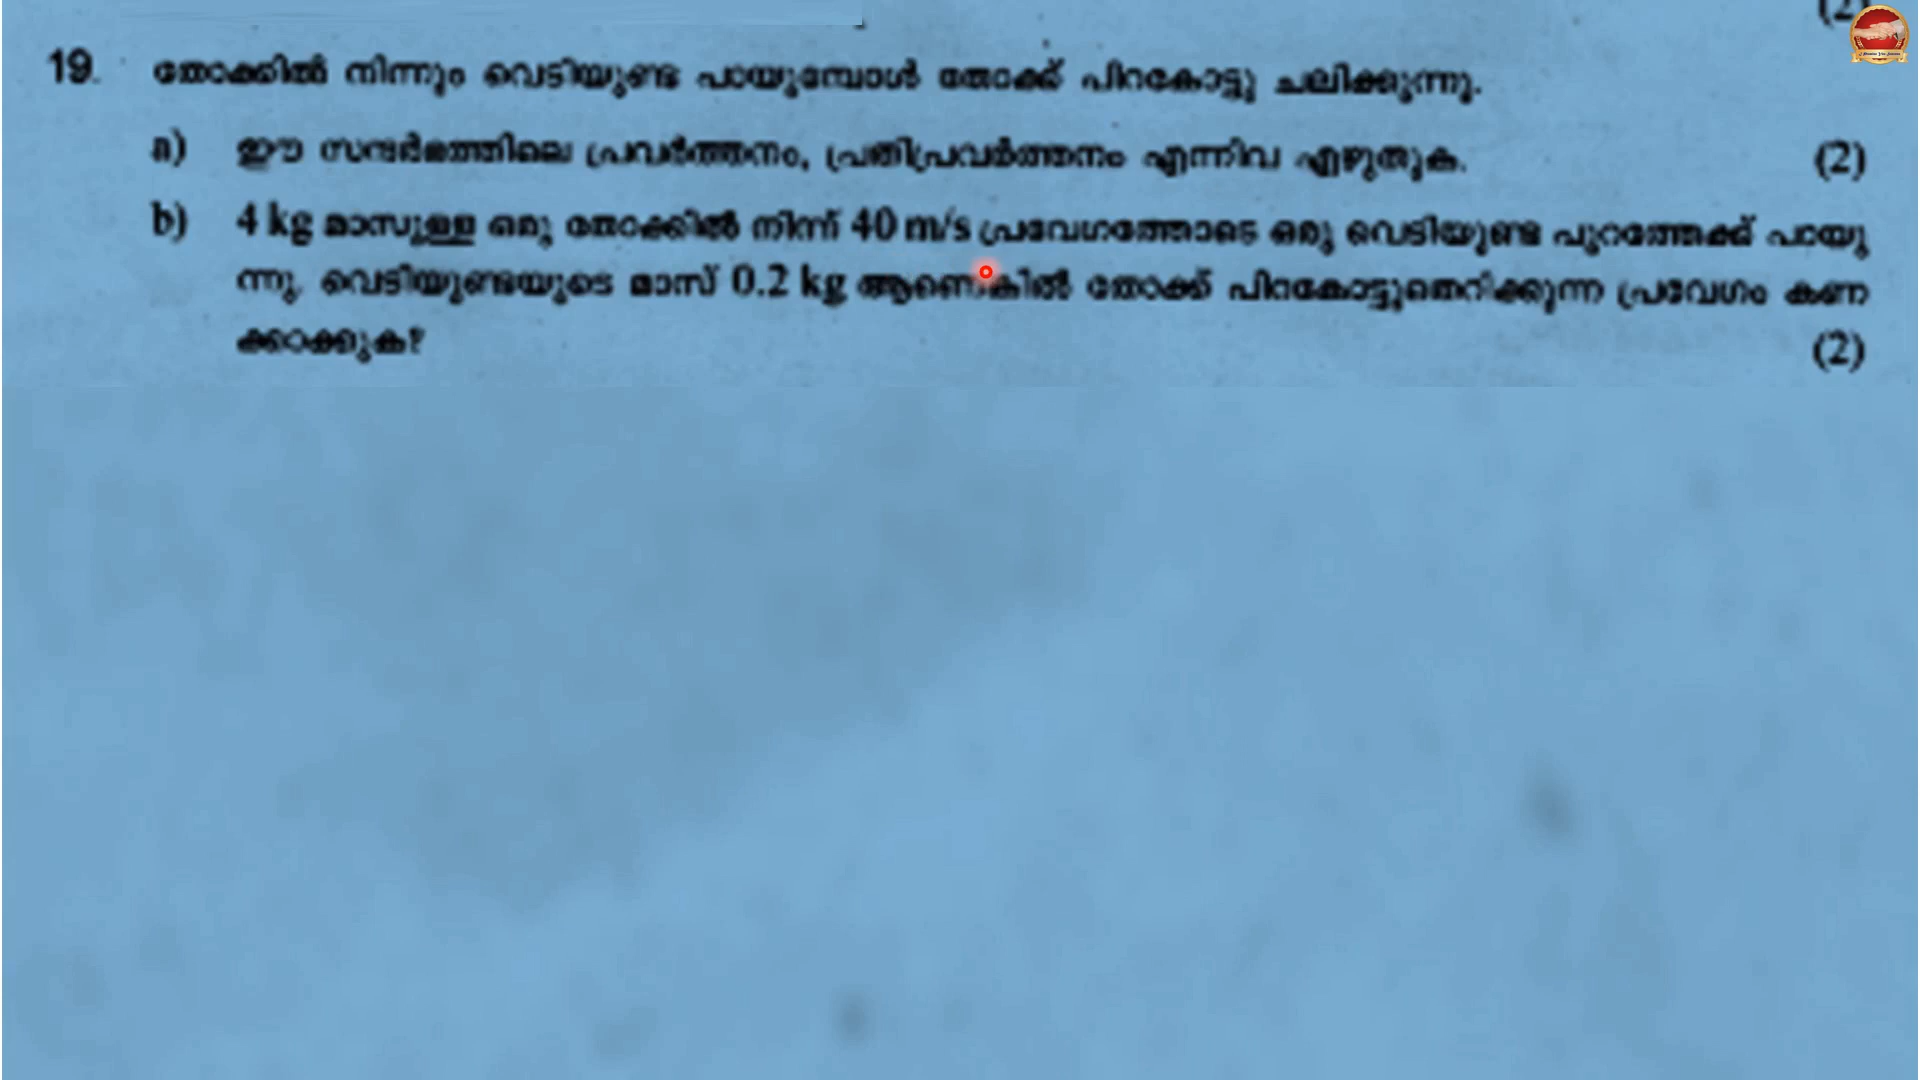 (2)
19. തോക്കിൽ നിന്നും വെടിയുണ്ട പായുമ്പോൾ തോക്ക് പിറകോട്ടു ചലിക്കുന്നു.
a) ഈ സന്ദർഭത്തിലെ പ്രവർത്തനം, പ്രതിപ്രവർത്തനം എന്നിവ എഴുതുക. (2)
b) 4 kg മാസുള്ള ഒരു തോക്കിൽ നിന്ന് 40 m/s പ്രവേഗത്തോടെ ഒരു വെടിയുണ്ട പുറത്തേക്ക് പായു
ന്നു. വെടിയുണ്ടയുടെ മാസ് 0.2 kg ആണെങ്കിൽ തോക്ക് പിറകോട്ടുതെറിക്കുന്ന പ്രവേഗം കണ
ക്കാക്കുക? (2)